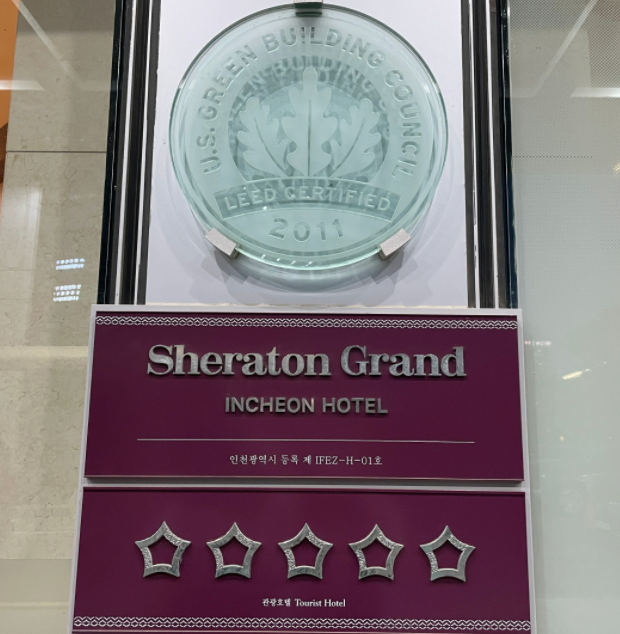 U.S. GREEN BUILDING COUNCIL
LEED CERTIFIED
2011
Sheraton Grand
INCHEON HOTEL
인천광역시 등록 제 IFEZ-H-01호
관광호텔 Tourist Hotel